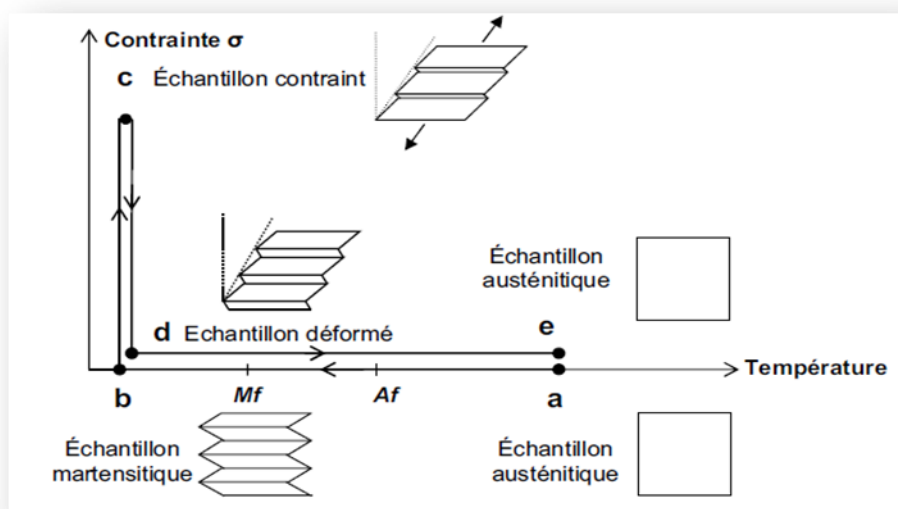 Contrainte σ
c Échantillon contraint
Échantillon
austénitique
d Echantillon déformé
e
Température
b
Mf
Af
a
Échantillon
martensitique
Échantillon
austénitique